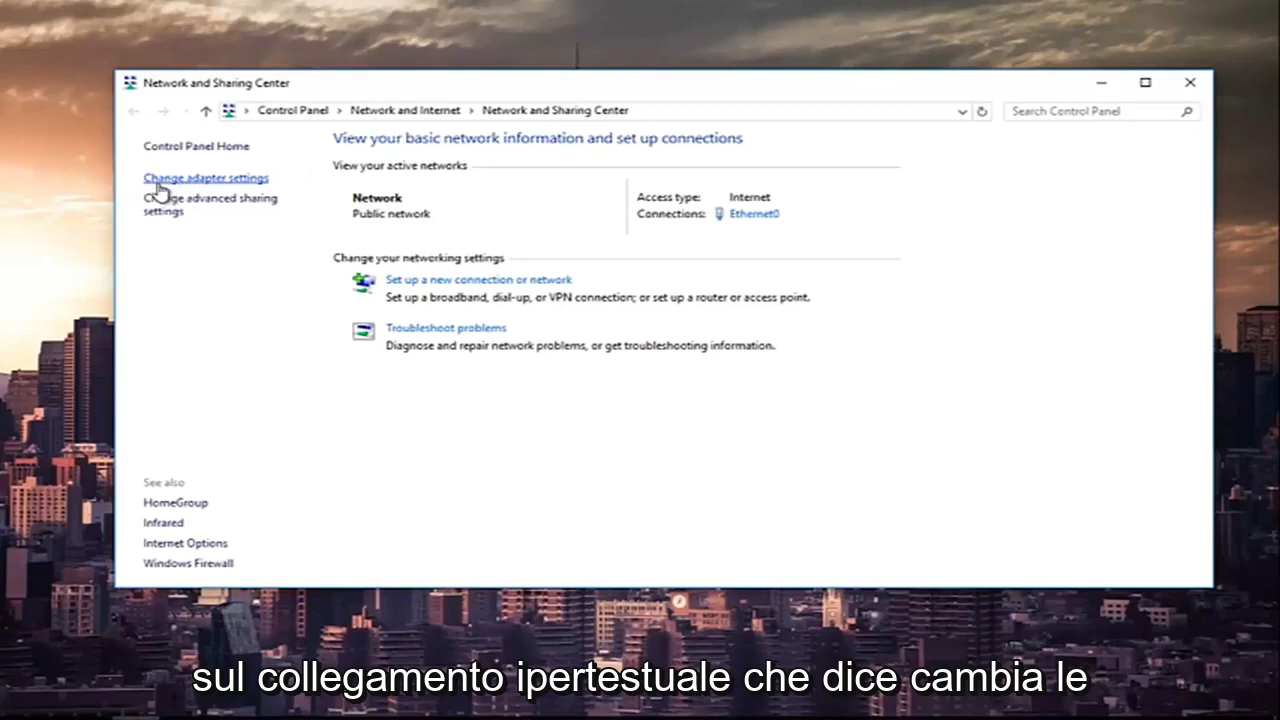 Network and Sharing Center
Control Panel > Network and Internet > Network and Sharing Center
Search Control Panel
Control Panel Home
Change adapter settings
advanced sharing
settings
View your basic network information and set up connections
View your active networks
Network
Public network
Access type: Internet
Connections: Ethernet0
Change your networking settings
Set up a new connection or network
Set up a broadband, dial-up, or VPN connection; or set up a router or access point.
Troubleshoot problems
Diagnose and repair network problems, or get troubleshooting information.
See also
HomeGroup
Infrared
Internet Options
Windows Firewall
sul collegamento ipertestuale che dice cambia le